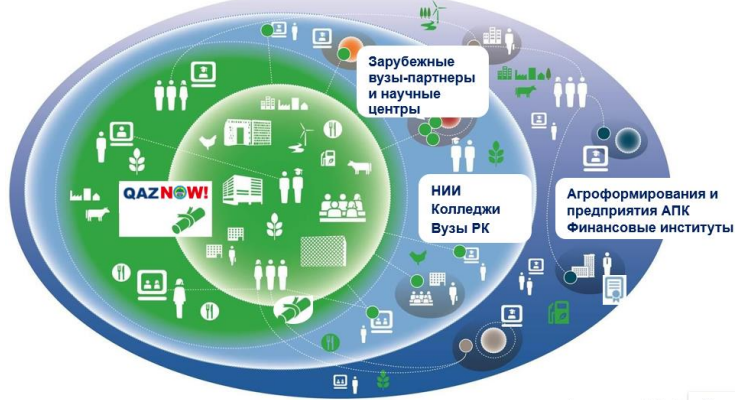 Зарубежные
вузы-партнеры
и научные
центры
QAZNOW!
НИИ
Колледжи
Вузы РК
Агроформирования и
предприятия АПК
Финансовые институты